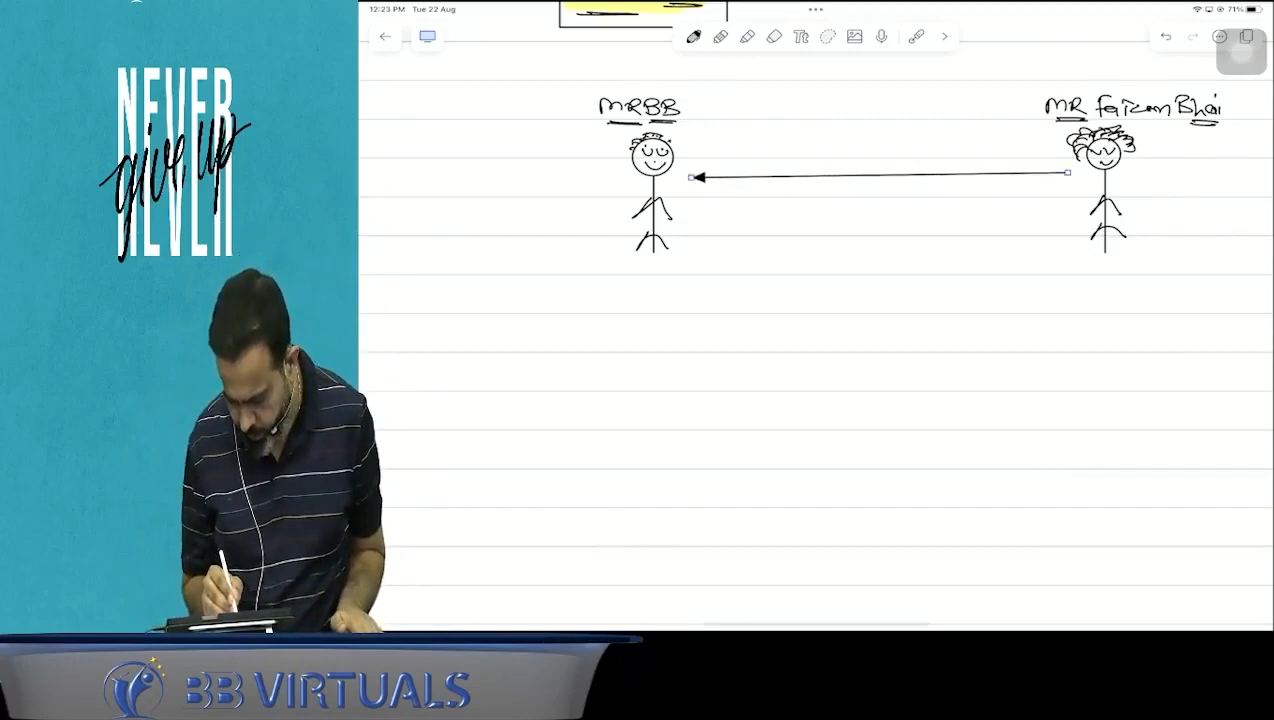 12:23 PM Tue 22 Aug
71%
NEVER
give up
NEVER
MR BB
MR Faizan Bhai
BB VIRTUALS